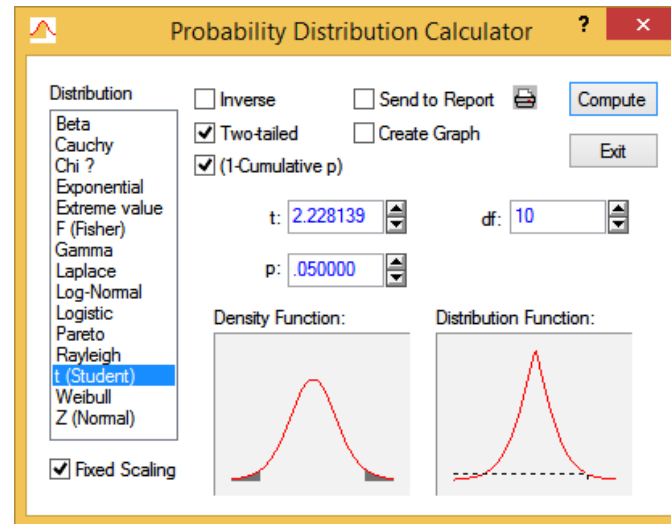 Probability Distribution Calculator ? ×
Distribution
Inverse
Send to Report
Compute
Two-tailed
Create Graph
(1-Cumulative p)
Exit
Beta
Cauchy
Chi ?
Exponential
Extreme value
F (Fisher)
Gamma
Laplace
Log-Normal
Logistic
Pareto
Rayleigh
t (Student)
Weibull
Z (Normal)
t: 2.228139
df: 10
p: .050000
Density Function:
Distribution Function:
Fixed Scaling